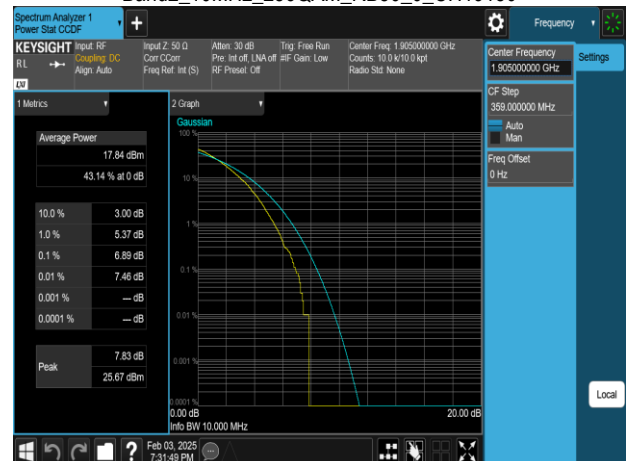 Spectrum Analyzer 1
Power Stat CCDF
Frequency
KEYSIGHT
R L
LXI
Input: RF
Coupling: DC
Align: Auto
Input Z: 50 Ω
Corr CCorr
Freq Ref: Int (S)
Atten: 30 dB
Pre: Int off, LNA off
RF Preset: Off
Trig: Free Run
#IF Gain: Low
Center Freq: 1.905000000 GHz
Counts: 10.0 k/10.0 kpt
Radio Std: None
Center Frequency
1.905000000 GHz
Settings
CF Step
359.000000 MHz
Auto
Man
Freq Offset
0 Hz
Local
1 Metrics
Average Power
17.84 dBm
43.14 % at 0 dB
10.0 % 3.00 dB
1.0 % 5.37 dB
0.1 % 6.89 dB
0.01 % 7.46 dB
0.001 % --- dB
0.0001 % --- dB
Peak 7.83 dB
25.67 dBm
2 Graph
Gaussian
100 %
10 %
1 %
0.1 %
0.01 %
0.001 %
0.0001 %
0.00 dB 20.00 dB
Info BW 10.000 MHz
Feb 03, 2025
7:31:49 PM